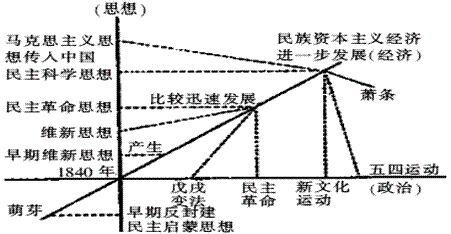 (思想)
马克思主义思
想传入中国
民主科学思想
民主革命思想
维新思想
早期维新思想
1840年
萌芽
产生
比较迅速发展
民族资本主义经济
进一步发展(经济)
萧条
戊戌
变法
民主
革命
新文化
运动
五四运动
(政治)
早期反封建
民主启蒙思想